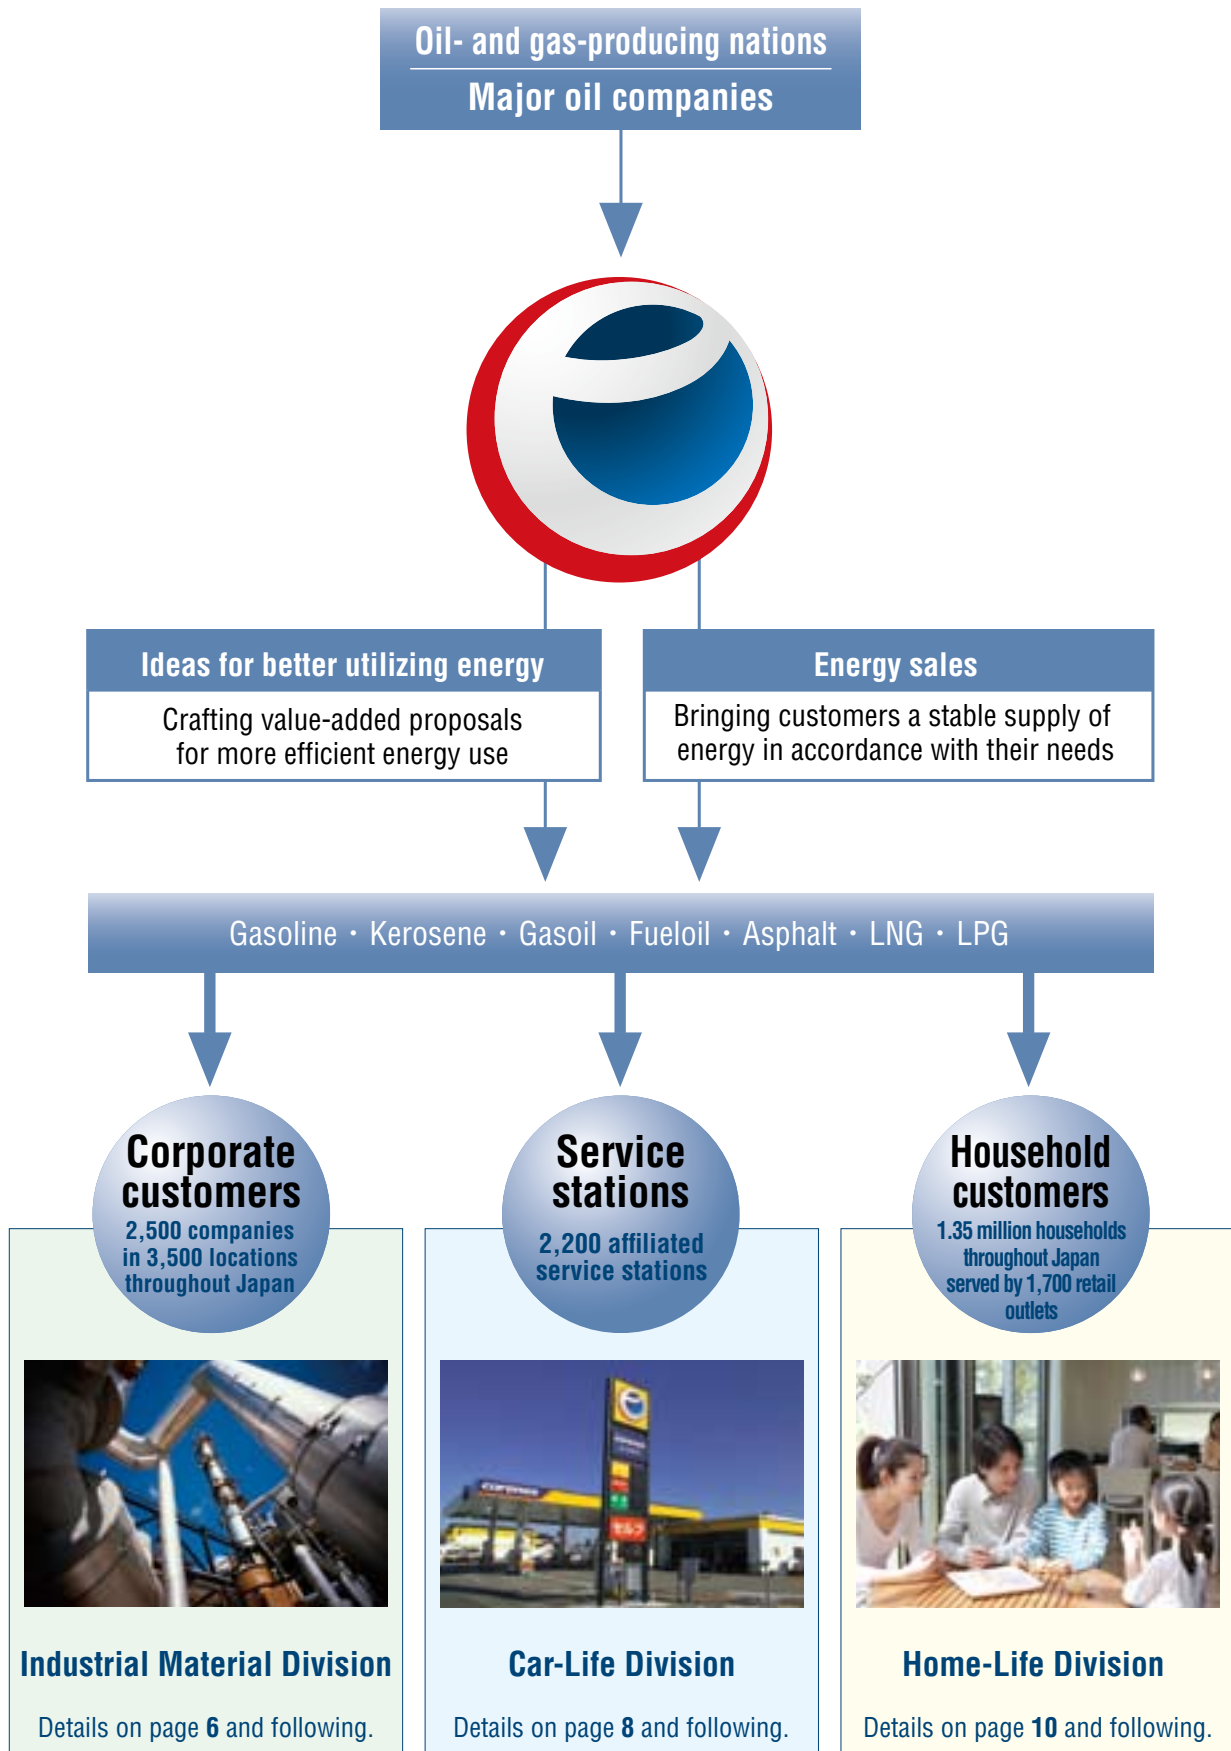 Oil- and gas-producing nations
Major oil companies
Ideas for better utilizing energy
Crafting value-added proposals
for more efficient energy use
Energy sales
Bringing customers a stable supply of
energy in accordance with their needs
Gasoline・Kerosene・Gasoil・Fueloil・Asphalt・LNG・LPG
Corporate
customers
2,500 companies
in 3,500 locations
throughout Japan
Service
stations
2,200 affiliated
service stations
Household
customers
1.35 million households
throughout Japan
served by 1,700 retail
outlets
セルフ
Industrial Material Division
Details on page 6 and following.
Car-Life Division
Details on page 8 and following.
Home-Life Division
Details on page 10 and following.